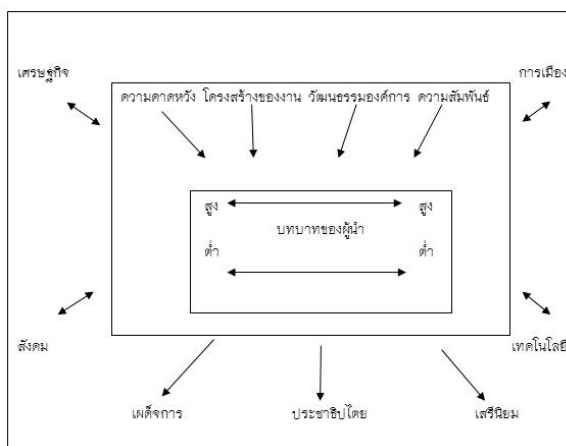 เศรษฐกิจ การเมือง
ความคาดหวัง โครงสร้างของงาน วัฒนธรรมองค์การ ความสัมพันธ์
สูง สูง
บทบาทของผู้นำ
ต่ำ ต่ำ
สังคม เทคโนโลยี
เผด็จการ ประชาธิปไตย เสรีนิยม